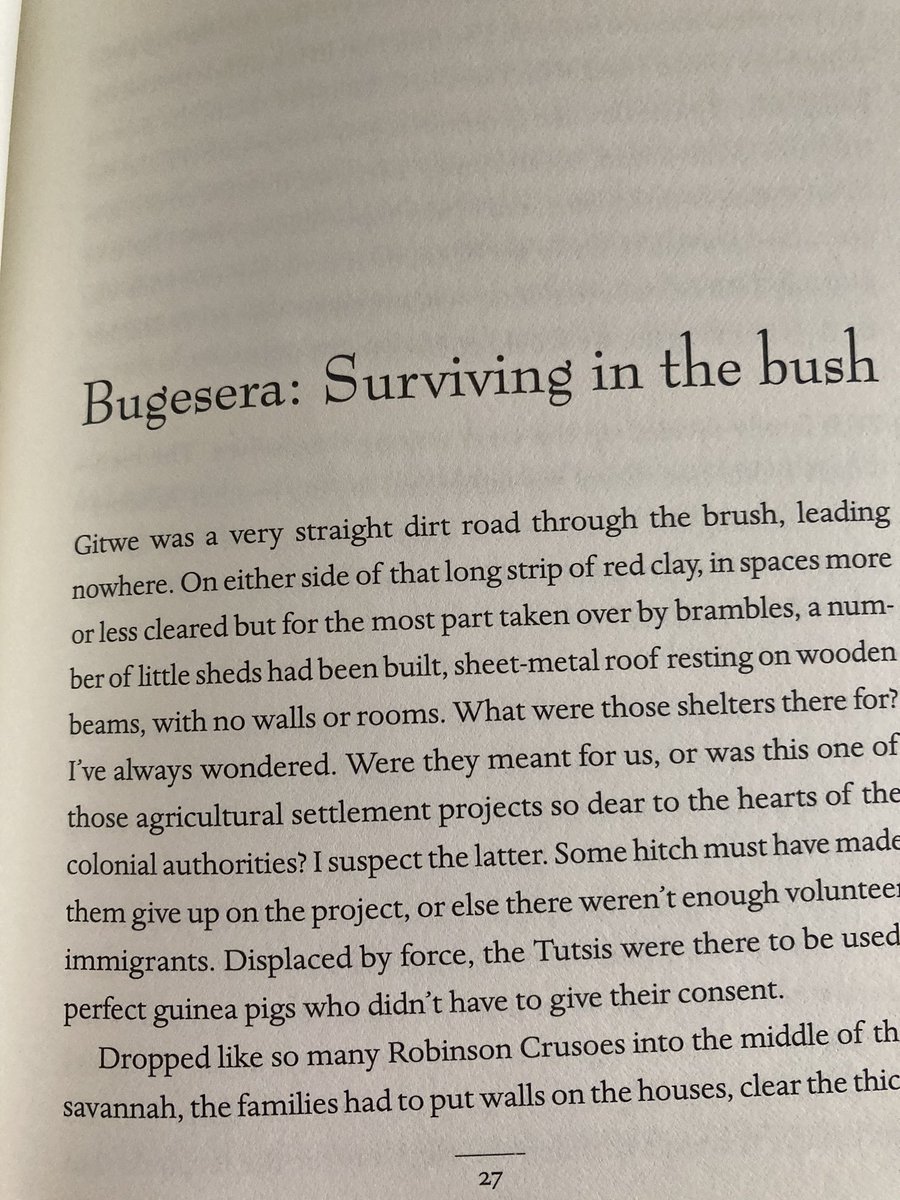 Bugesera: Surviving in the bush
Gitwe was a very straight dirt road through the brush, leading
nowhere. On either side of that long strip of red clay, in spaces more
or less cleared but for the most part taken over by brambles, a num-
ber of little sheds had been built, sheet-metal roof resting on wooden
beams, with no walls or rooms. What were those shelters there for?
I've always wondered. Were they meant for us, or was this one of
those agricultural settlement projects so dear to the hearts of the
colonial authorities? I suspect the latter. Some hitch must have made
them give up on the project, or else there weren't enough volunteer
immigrants. Displaced by force, the Tutsis were there to be used
perfect guinea pigs who didn't have to give their consent.
Dropped like so many Robinson Crusoes into the middle of th
savannah, the families had to put walls on the houses, clear the thic
27